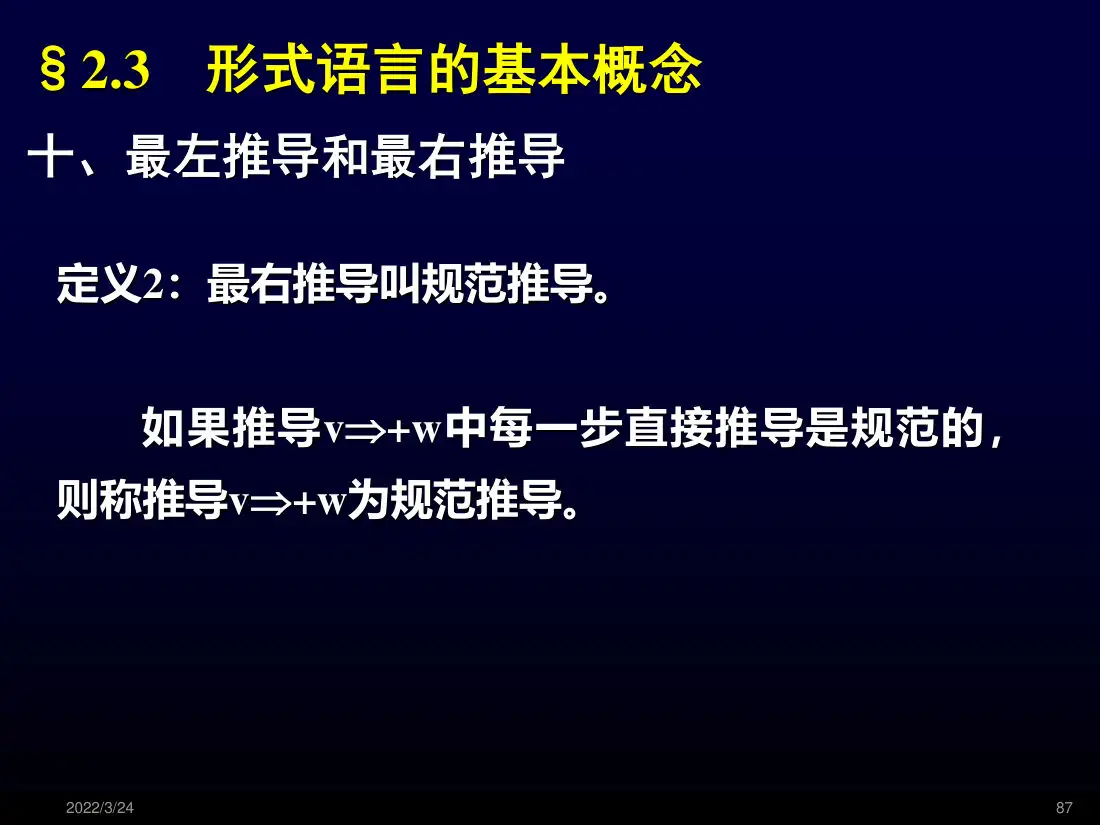 §2.3 形式语言的基本概念
十、最左推导和最右推导
定义2：最右推导叫规范推导。
如果推导v⇒+w中每一步直接推导是规范的，
则称推导v⇒+w为规范推导。
2022/3/24
87